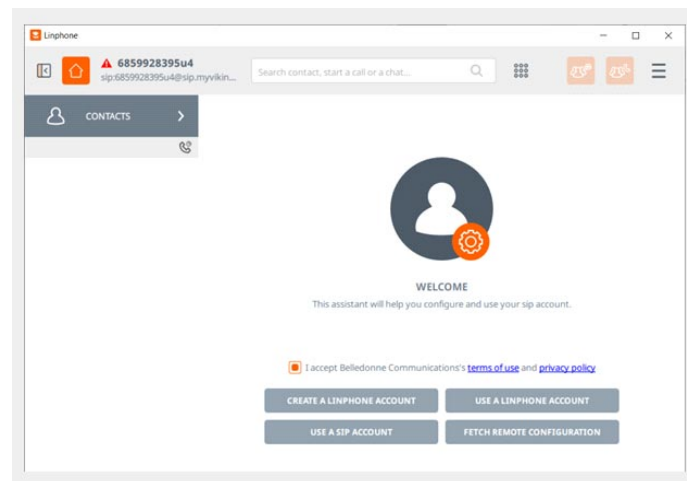 Linphone
6859928395u4
sip:6859928395u4@sip.myvikin...
Search contact, start a call or a chat...
CONTACTS
WELCOME
This assistant will help you configure and use your sip account.
I accept Belledonne Communications's terms of use and privacy policy
CREATE A LINPHONE ACCOUNT
USE A LINPHONE ACCOUNT
USE A SIP ACCOUNT
FETCH REMOTE CONFIGURATION